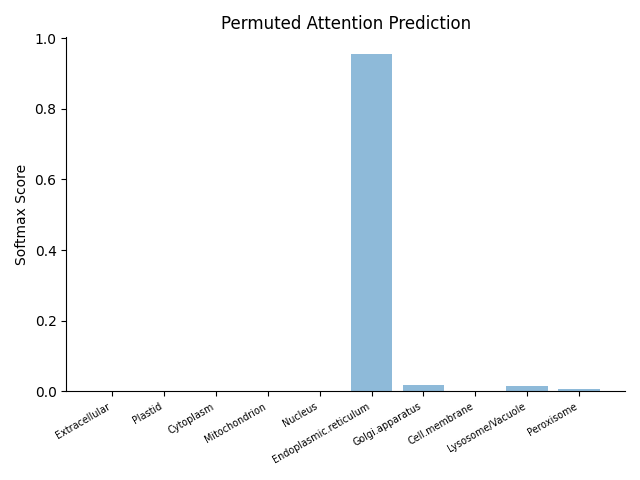 Permuted Attention Prediction
Softmax Score
1.0
0.8
0.6
0.4
0.2
0.0
Extracellular
Plastid
Cytoplasm
Mitochondrion
Nucleus
Endoplasmic.reticulum
Golgi.apparatus
Cell.membrane
Lysosome/Vacuole
Peroxisome